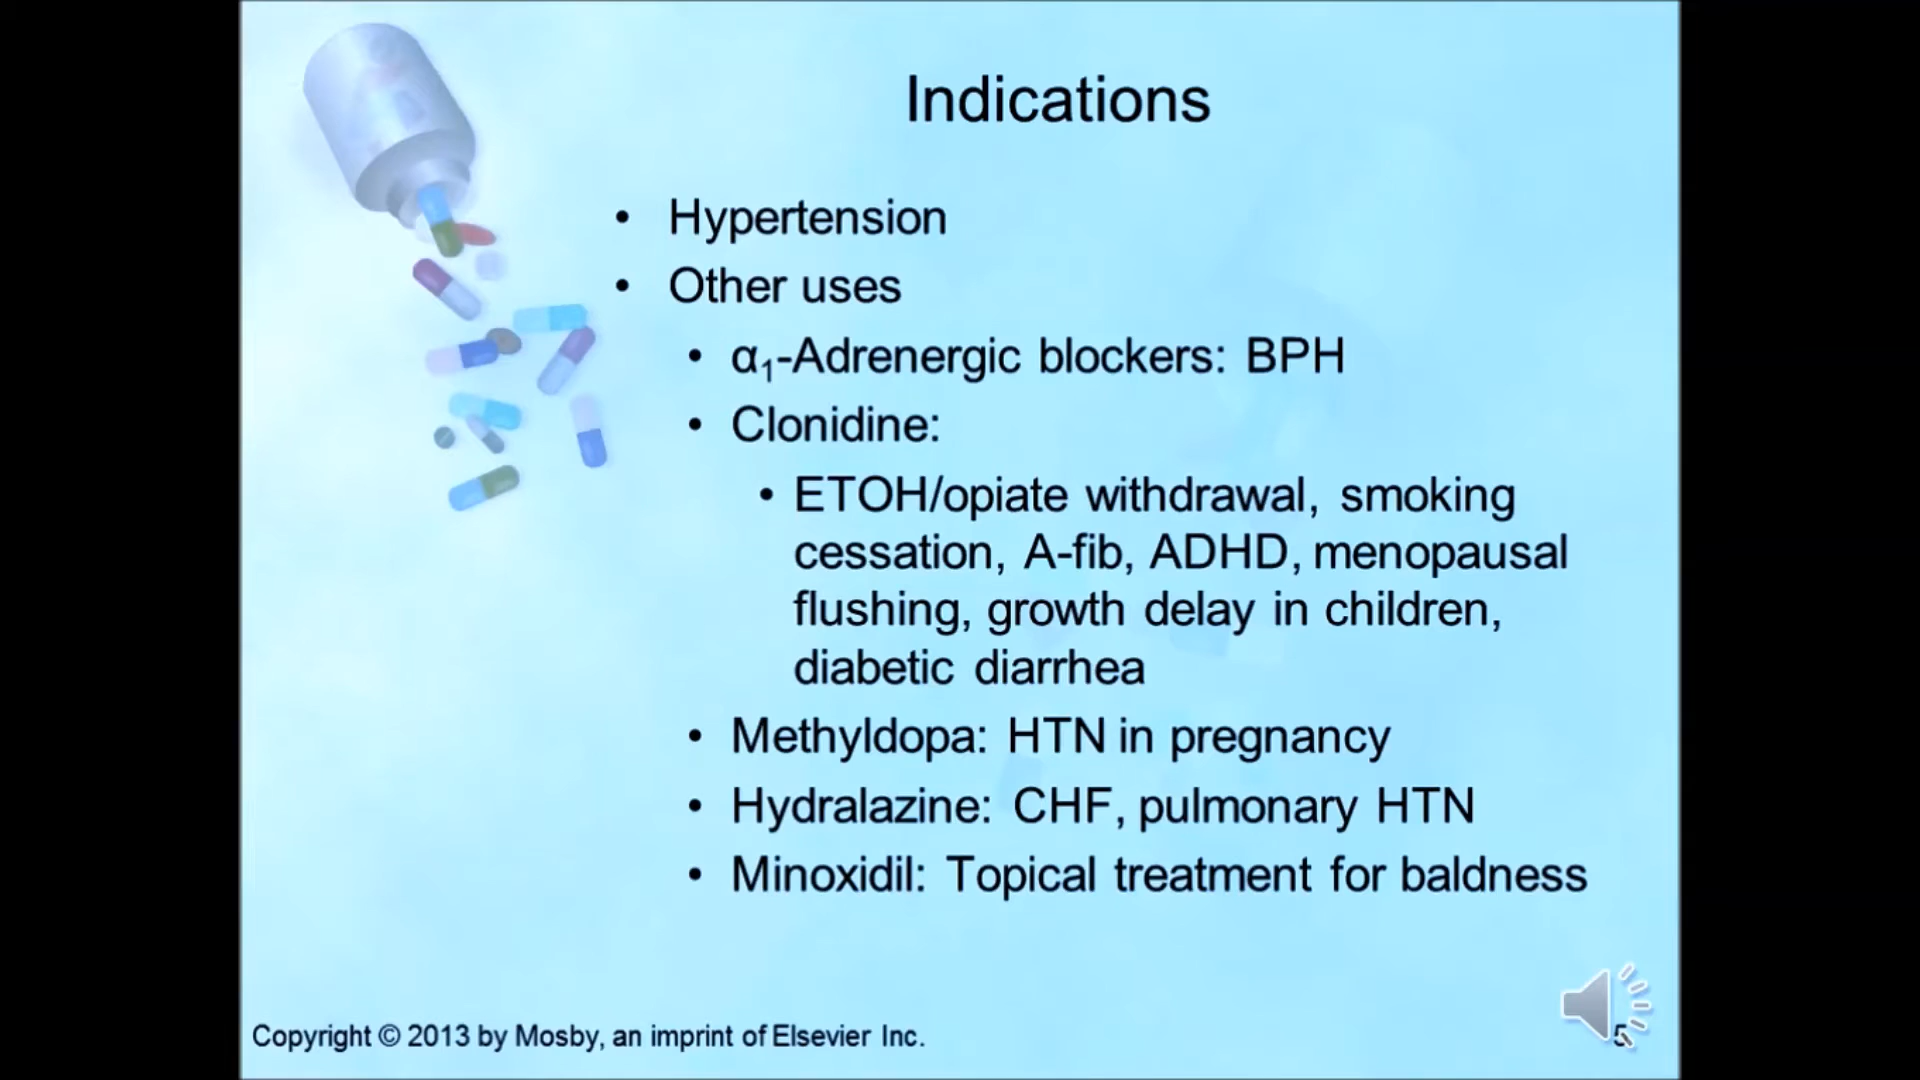 Indications
• Hypertension
• Other uses
• α₁-Adrenergic blockers: BPH
• Clonidine:
• ETOH/opiate withdrawal, smoking
cessation, A-fib, ADHD, menopausal
flushing, growth delay in children,
diabetic diarrhea
• Methyldopa: HTN in pregnancy
• Hydralazine: CHF, pulmonary HTN
• Minoxidil: Topical treatment for baldness
Copyright © 2013 by Mosby, an imprint of Elsevier Inc.
5